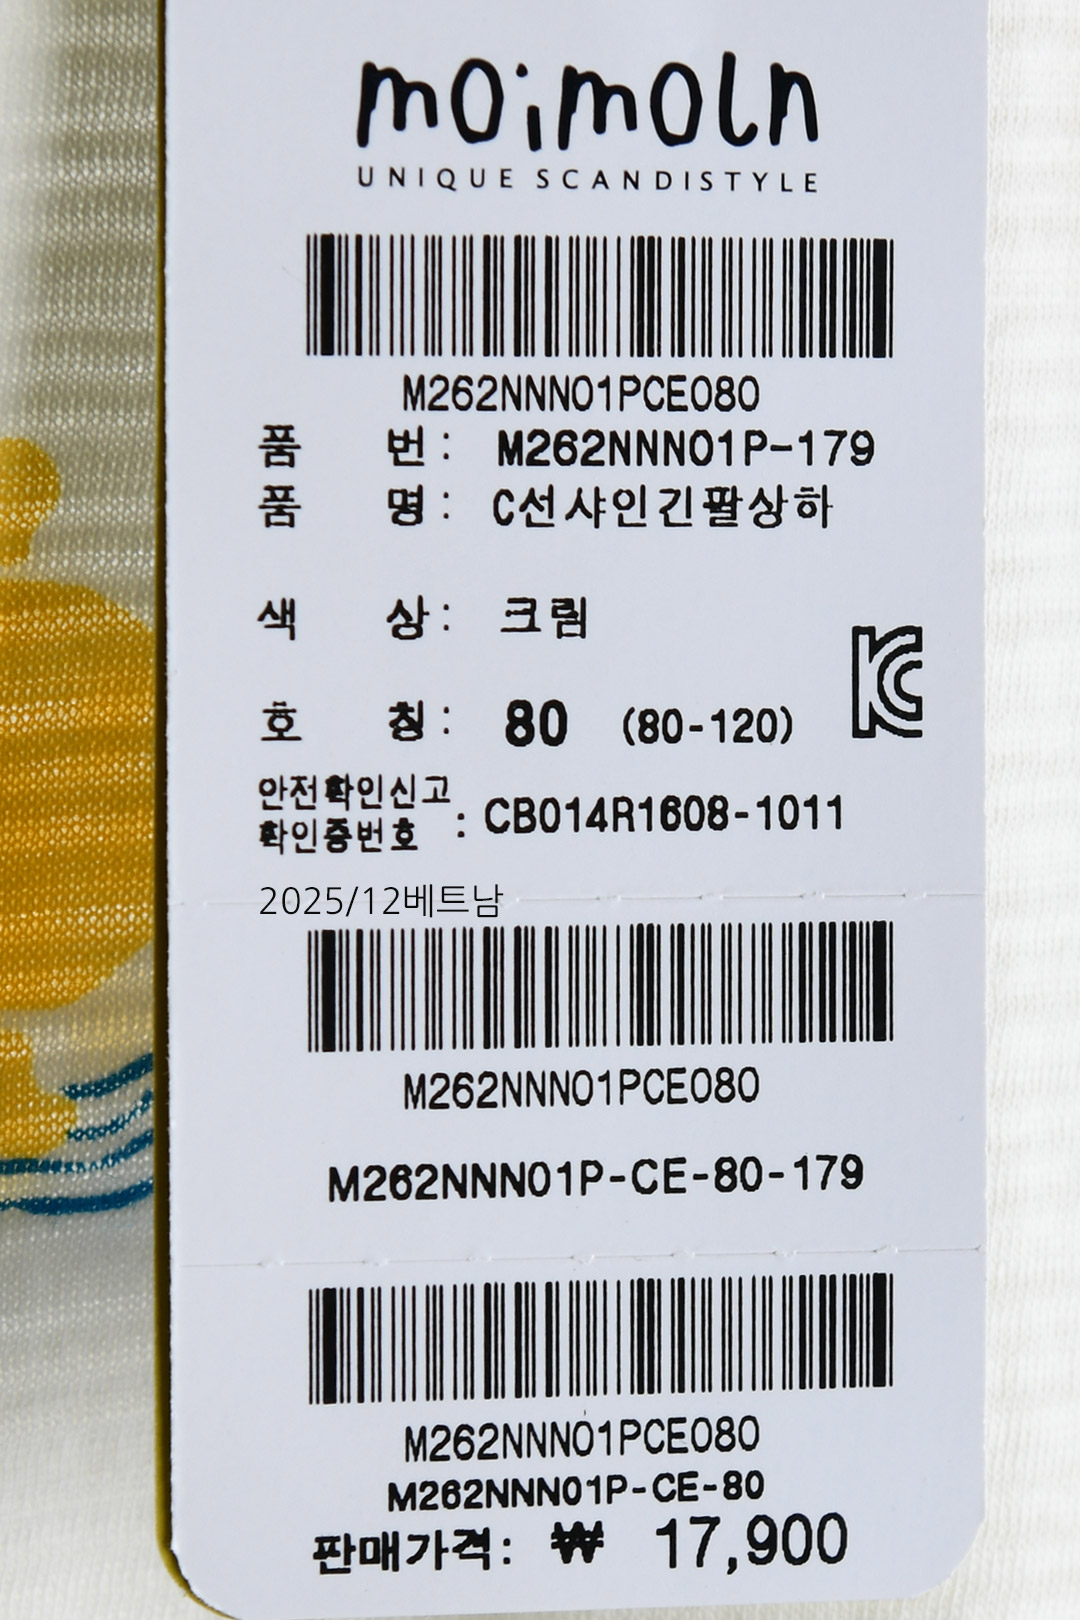 moimoln
UNIQUE SCANDISTYLE
M262NNN01PCE080
품 번 : M262NNN01P-179
품 명 : C선샤인긴팔상하
색 상 : 크림
호 칭 : 80 (80-120)
안전확인신고
확인증번호 : CB014R1608-1011
2025/12베트남
M262NNN01PCE080
M262NNN01P-CE-80-179
M262NNN01PCE080
M262NNN01P-CE-80
판매가격: ₩ 17,900